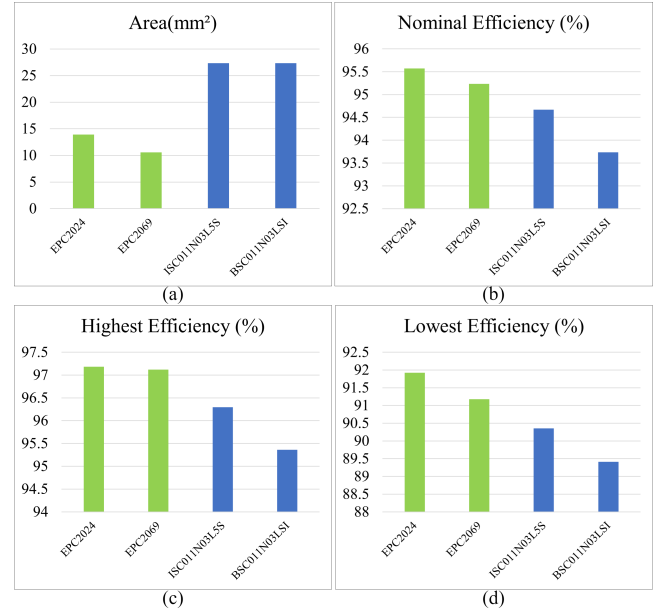 Area(mm²)
30
25
20
15
10
5
0
EPC2024
EPC2069
ISC011N03L5S
BSC011N03LSI
(a)
Nominal Efficiency (%)
96
95.5
95
94.5
94
93.5
93
92.5
EPC2024
EPC2069
ISC011N03L5S
BSC011N03LSI
(b)
Highest Efficiency (%)
97.5
97
96.5
96
95.5
95
94.5
94
EPC2024
EPC2069
ISC011N03L5S
BSC011N03LSI
(c)
Lowest Efficiency (%)
92.5
92
91.5
91
90.5
90
89.5
89
88.5
88
EPC2024
EPC2069
ISC011N03L5S
BSC011N03LSI
(d)